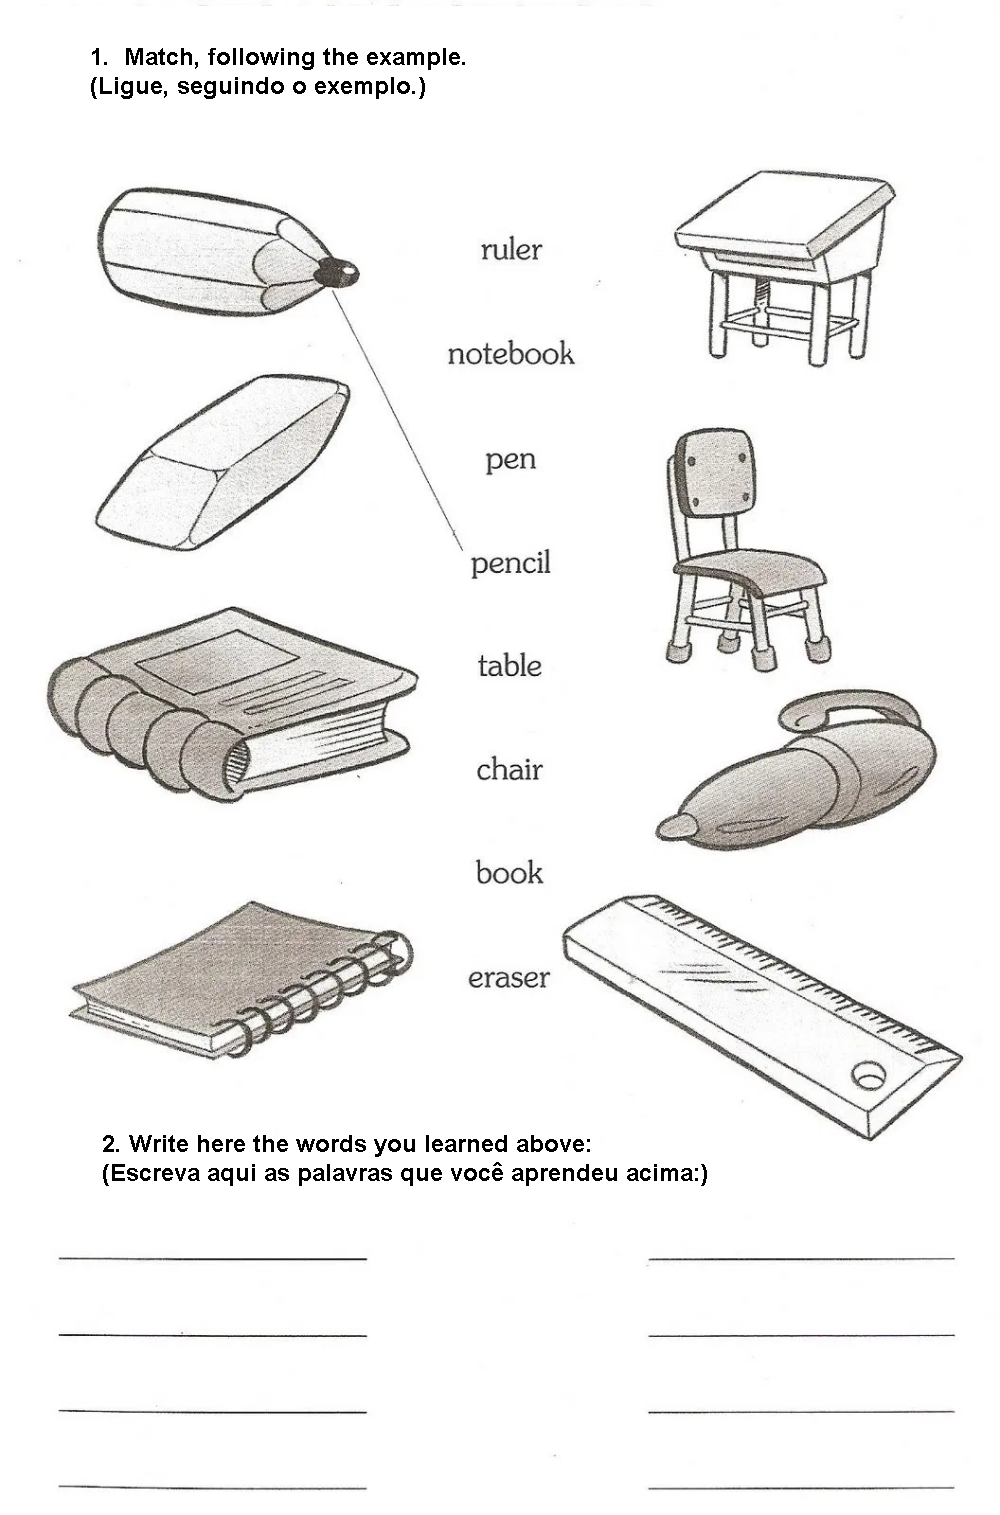 1. Match, following the example.
(Ligue, seguindo o exemplo.)
ruler
notebook
pen
pencil
table
chair
book
eraser
2. Write here the words you learned above:
(Escreva aqui as palavras que você aprendeu acima:)